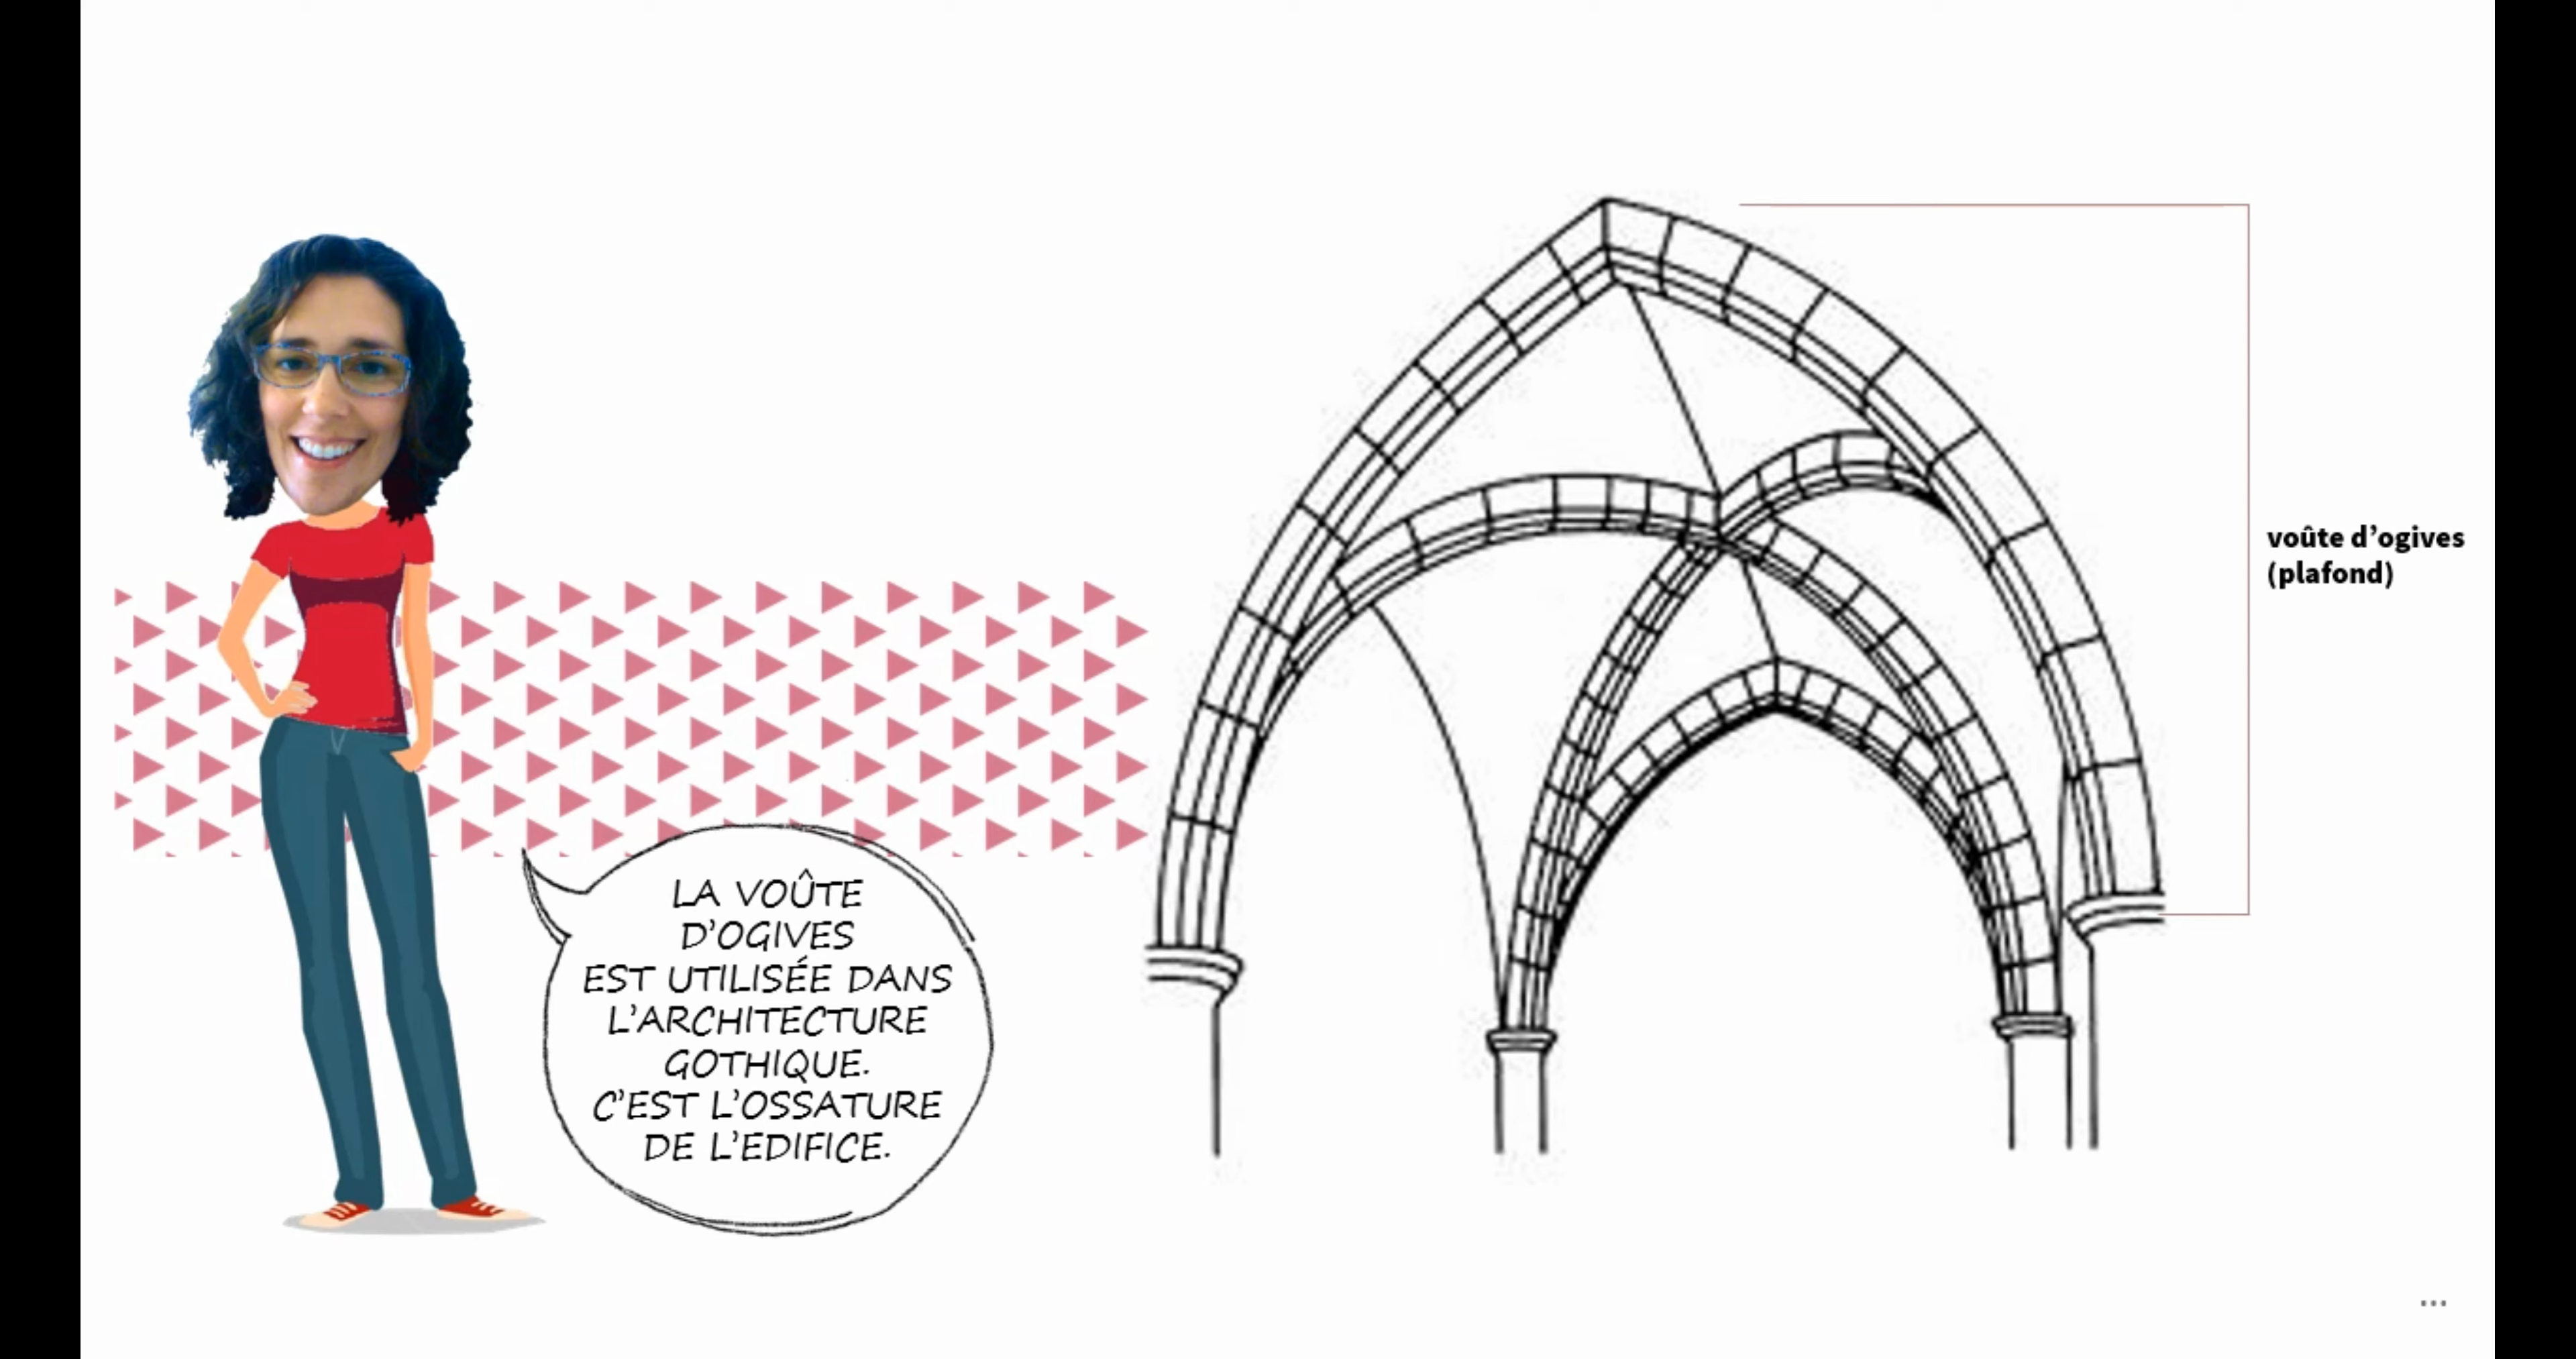 LA VOÛTE
D'OGIVES
EST UTILISÉE DANS
L'ARCHITECTURE
GOTHIQUE.
C'EST L'OSSATURE
DE L'EDIFICE.
voûte d’ogives
(plafond)
...